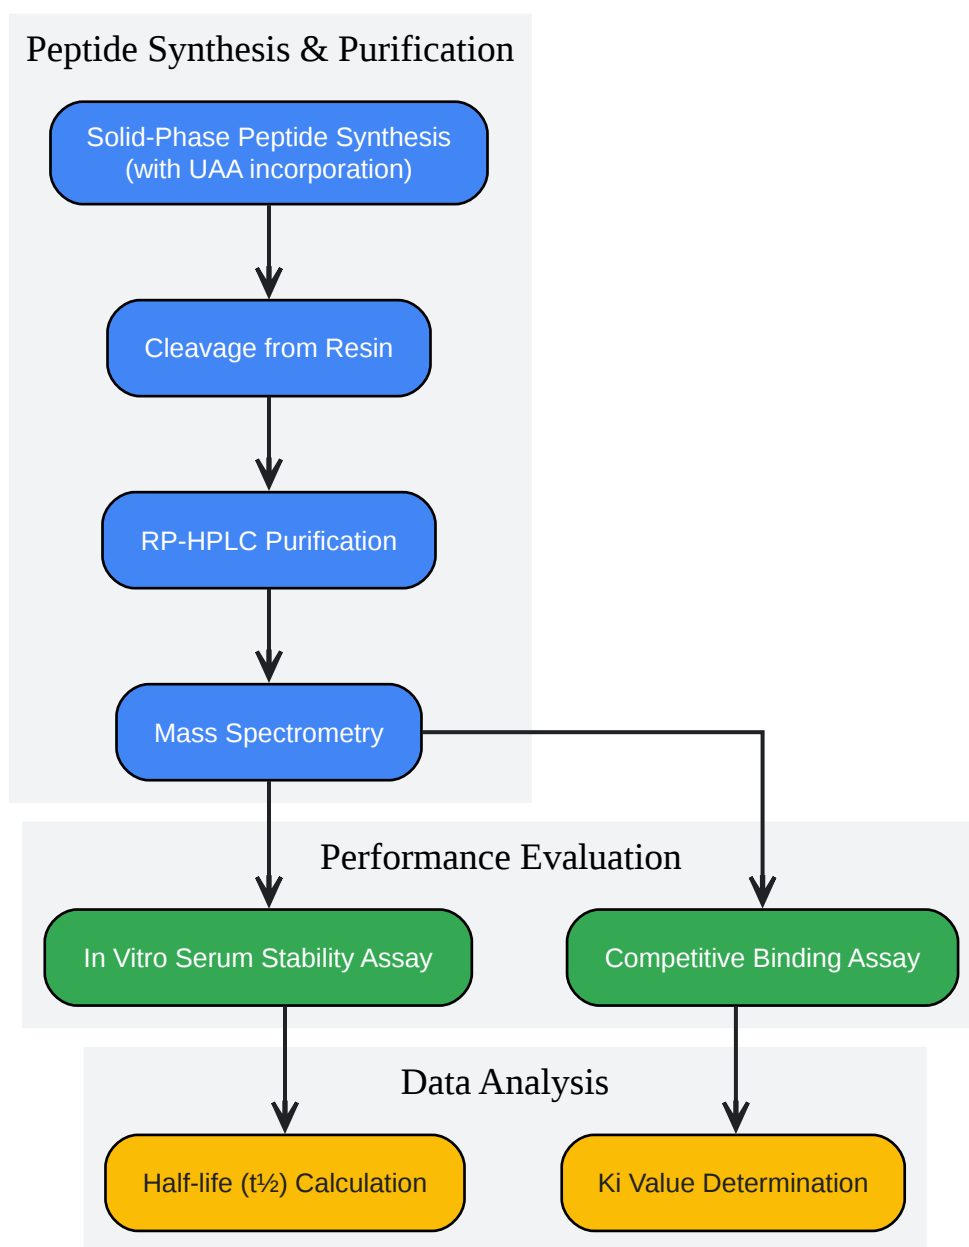 Peptide Synthesis & Purification
Solid-Phase Peptide Synthesis
(with UAA incorporation)
Cleavage from Resin
RP-HPLC Purification
Mass Spectrometry
Performance Evaluation
In Vitro Serum Stability Assay
Competitive Binding Assay
Data Analysis
Half-life (t½) Calculation
Ki Value Determination